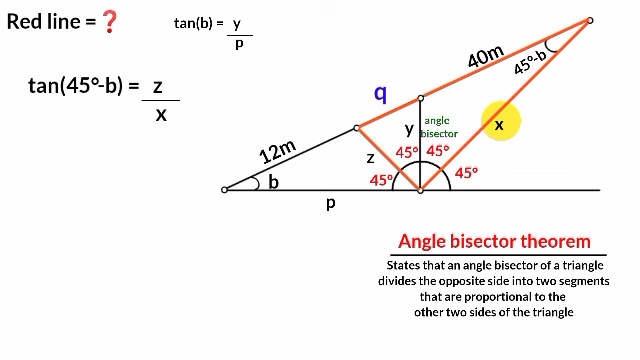 Red line = ❓
tan(b) = y
p
tan(45°-b) = z
x
40m
45°-b
q
y
angle
bisector
x
12m
z
45° 45°
45°
45°
b
p
Angle bisector theorem
States that an angle bisector of a triangle
divides the opposite side into two segments
that are proportional to the
other two sides of the triangle